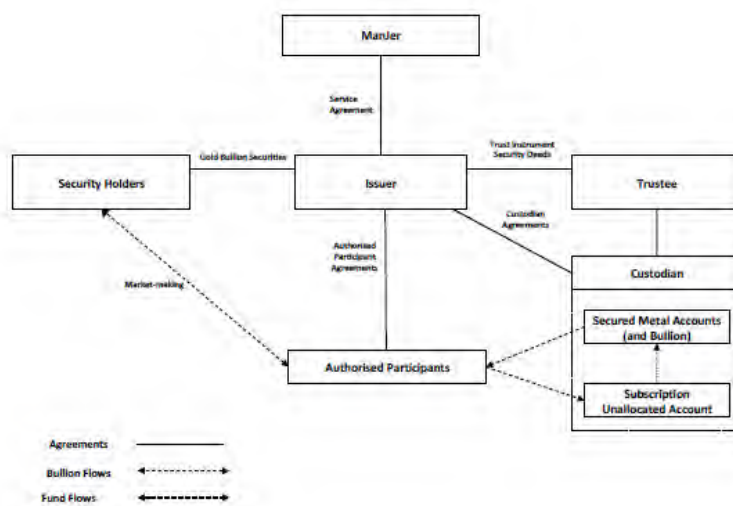 ManJer
Service
Agreement
Gold Bullion Securities
Trust Instrument
Security Deeds
Security Holders
Issuer
Trustee
Custodian
Agreements
Authorised
Participant
Agreements
Custodian
Market-making
Secured Metal Accounts
(and Bullion)
Authorised Participants
Subscription
Unallocated Account
Agreements
Bullion Flows
Fund Flows